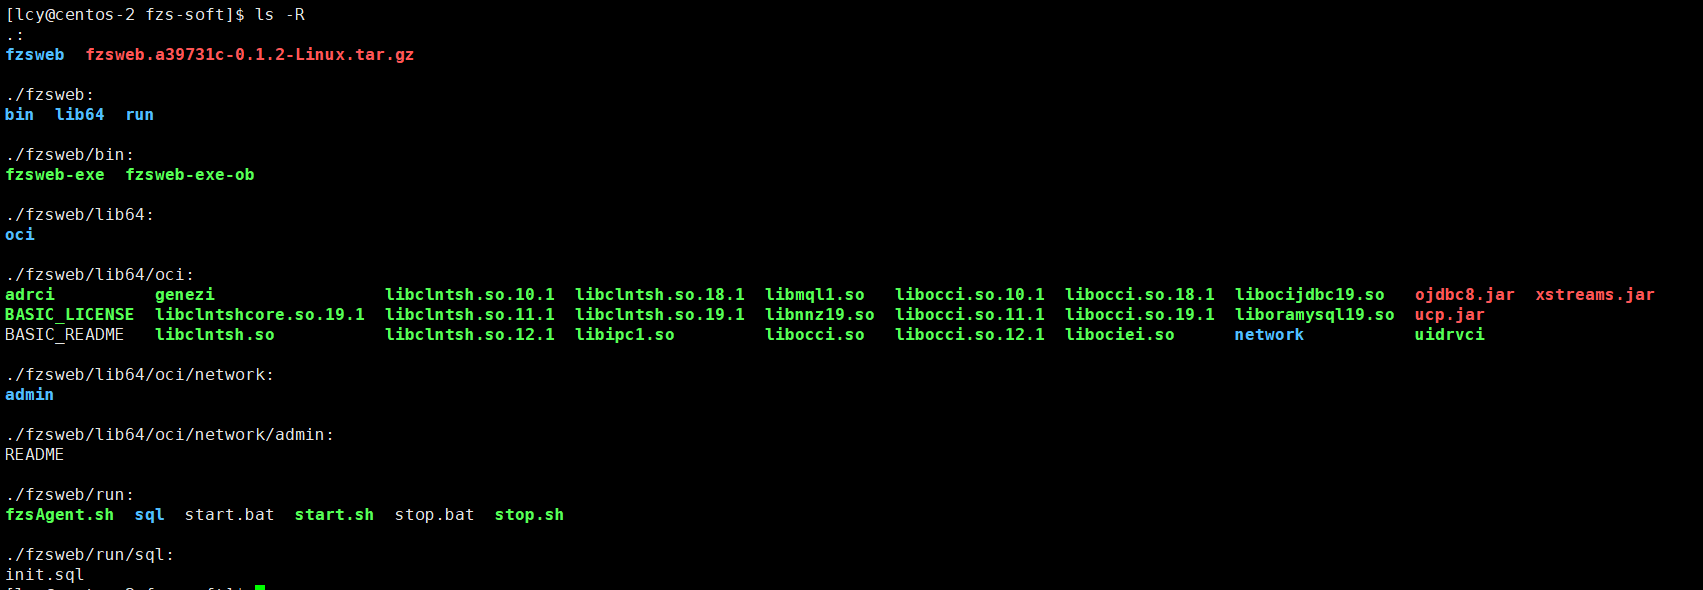 [lcy@centos-2 fzs-soft]$ ls -R
.:
fzsweb  fzsweb.a39731c-0.1.2-Linux.tar.gz
./fzsweb:
bin  lib64  run
./fzsweb/bin:
fzsweb-exe  fzsweb-exe-ob
./fzsweb/lib64:
oci
./fzsweb/lib64/oci:
adrci  genezi  libclntsh.so.10.1  libclntsh.so.18.1  libmql1.so  libocci.so.10.1  libocci.so.18.1  libocijdbc19.so  ojdbc8.jar  xstreams.jar
BASIC_LICENSE  libclntshcore.so.19.1  libclntsh.so.11.1  libclntsh.so.19.1  libnnz19.so  libocci.so.11.1  libocci.so.19.1  liboramysql19.so  ucp.jar
BASIC_README  libclntsh.so  libclntsh.so.12.1  libipc1.so  libocci.so  libocci.so.12.1  libociei.so  network  uidrvci
./fzsweb/lib64/oci/network:
admin
./fzsweb/lib64/oci/network/admin:
README
./fzsweb/run:
fzsAgent.sh  sql  start.bat  start.sh  stop.bat  stop.sh
./fzsweb/run/sql:
init.sql